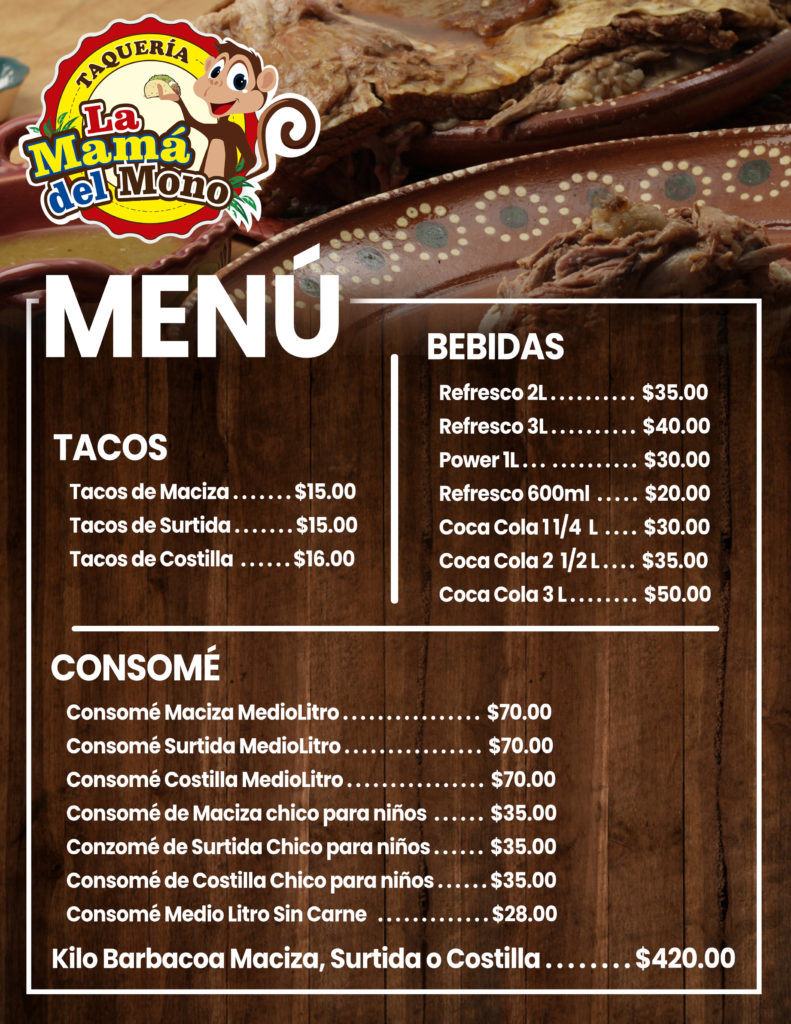 TAQUERÍA
La
Mamá
del Mono
MENÚ
TACOS
Tacos de Maciza ....... $15.00
Tacos de Surtida ....... $15.00
Tacos de Costilla ...... $16.00
BEBIDAS
Refresco 2L .......... $35.00
Refresco 3L .......... $40.00
Power 1L ... .......... $30.00
Refresco 600ml ..... $20.00
Coca Cola 1 1/4 L .... $30.00
Coca Cola 2 1/2 L .... $35.00
Coca Cola 3 L ........ $50.00
CONSOMÉ
Consomé Maciza MedioLitro ................ $70.00
Consomé Surtida MedioLitro ................ $70.00
Consomé Costilla MedioLitro ................ $70.00
Consomé de Maciza chico para niños ...... $35.00
Conzomé de Surtida Chico para niños ...... $35.00
Consomé de Costilla Chico para niños ...... $35.00
Consomé Medio Litro Sin Carne ............. $28.00
Kilo Barbacoa Maciza, Surtida o Costilla ........ $420.00